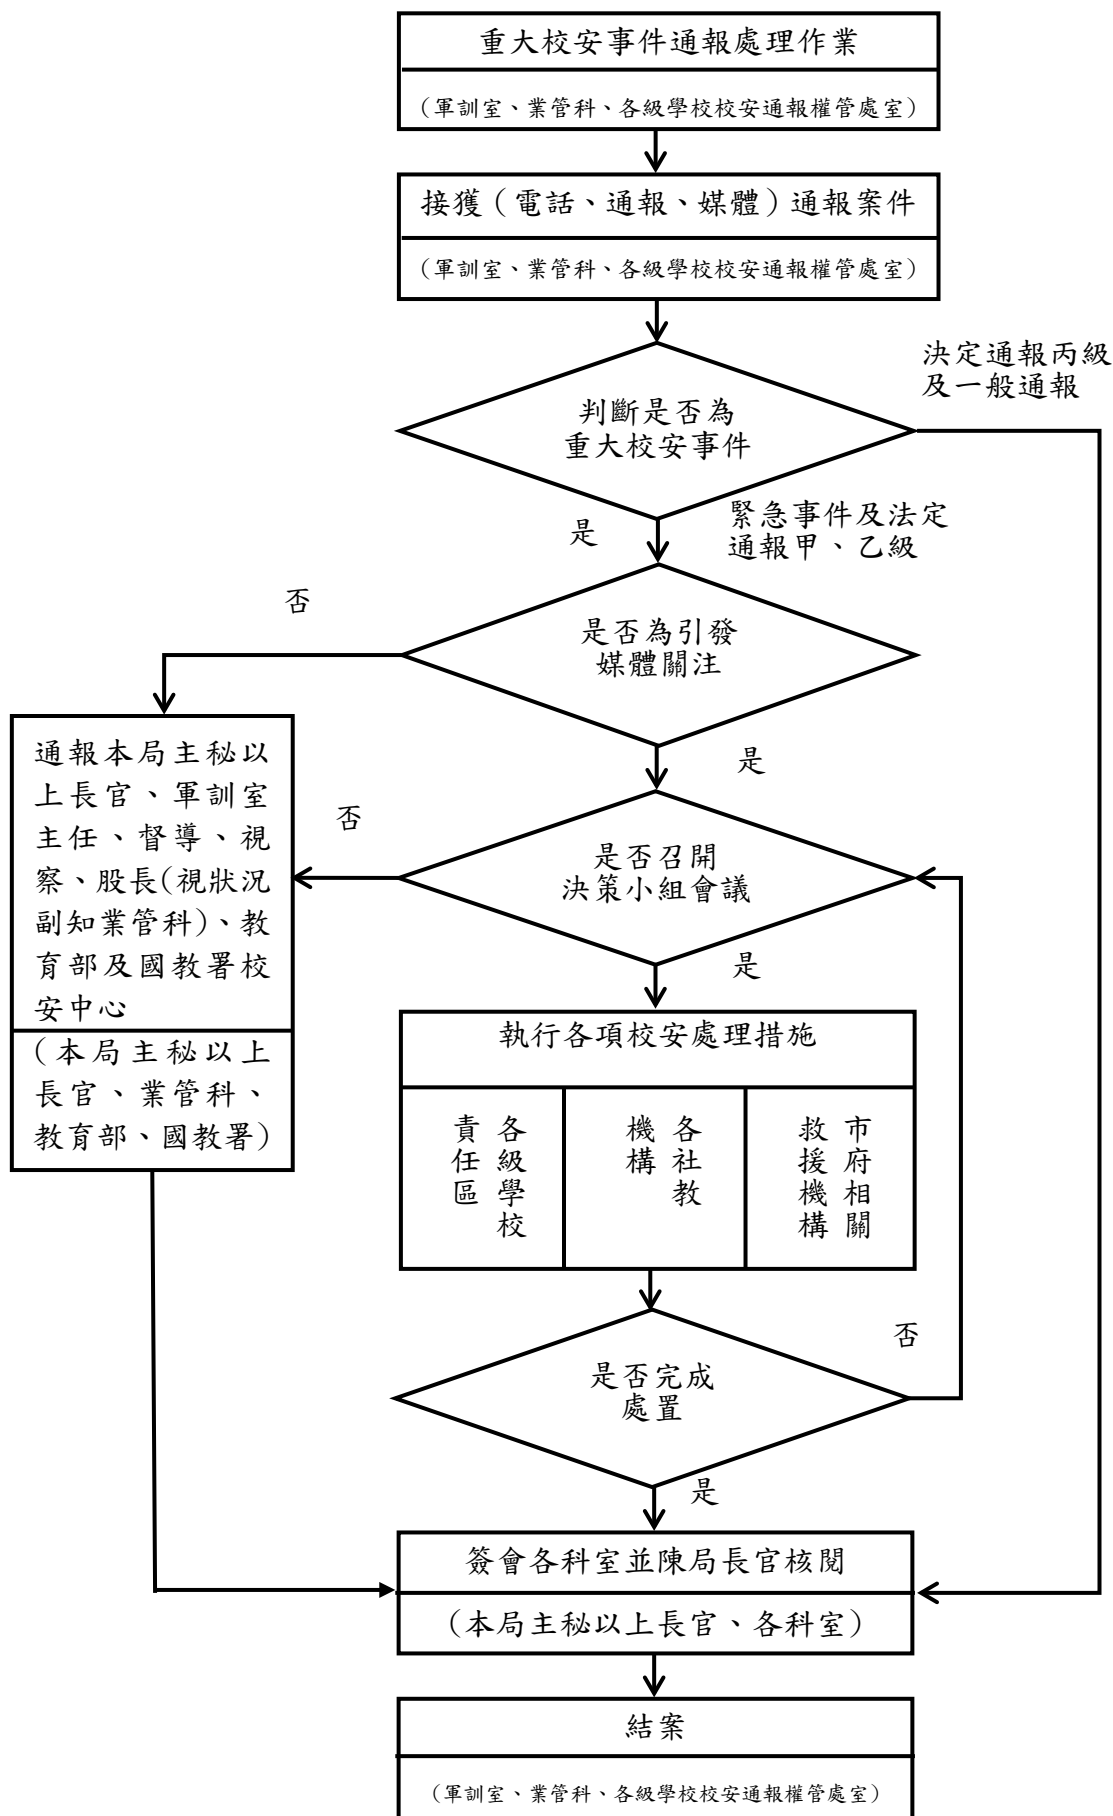 重大校安事件通報處理作業
（軍訓室、業管科、各級學校校安通報權管處室）
接獲（電話、通報、媒體）通報案件
（軍訓室、業管科、各級學校校安通報權管處室）
決定通報丙級
及一般通報
判斷是否為
重大校安事件
是
緊急事件及法定
通報甲、乙級
否
是否為引發
媒體關注
是
通報本局主秘以
上長官、軍訓室
主任、督導、視
察、股長(視狀況
副知業管科)、教
育部及國教署校
安中心
（本局主秘以上
長官、業管科、
教育部、國教署）
否
是否召開
決策小組會議
是
執行各項校安處理措施
各級學校
責任區
各社教
機構
市府相關
救援機構
否
是否完成
處置
是
簽會各科室並陳局長官核閱
（本局主秘以上長官、各科室）
結案
（軍訓室、業管科、各級學校校安通報權管處室）